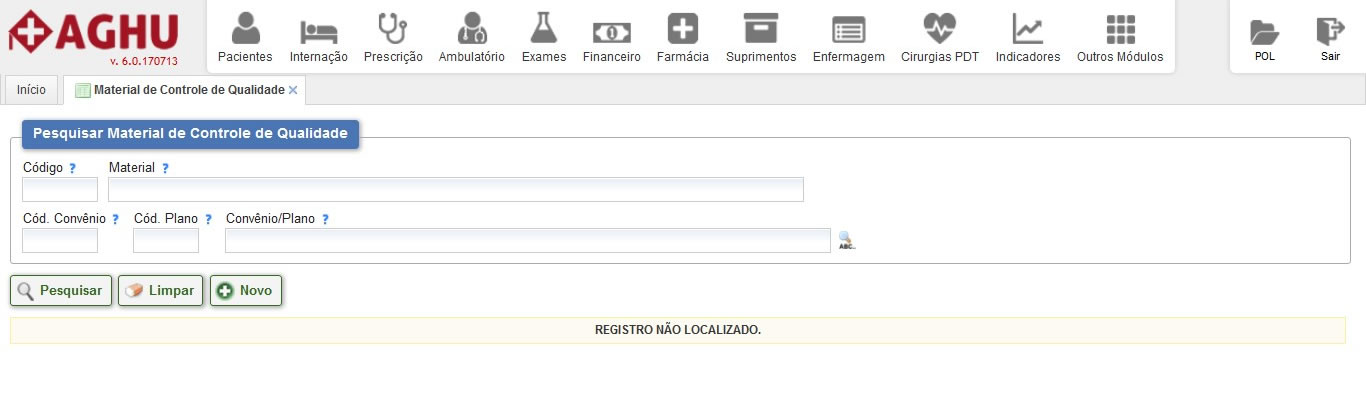 AGHU
v. 6.0.170713
Pacientes Internação Prescrição Ambulatório Exames Financeiro Farmácia Suprimentos Enfermagem Cirurgias PDT Indicadores Outros Módulos POL Sair
Início Material de Controle de Qualidade
Pesquisar Material de Controle de Qualidade
Código ? Material ?
Cód. Convênio ? Cód. Plano ? Convênio/Plano ?
ABC..
Pesquisar Limpar Novo
REGISTRO NÃO LOCALIZADO.